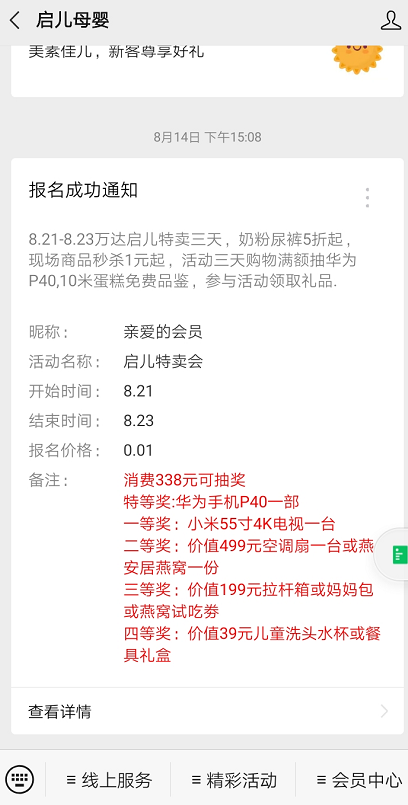 启儿母婴
美素佳儿，新客尊享好礼
8月14日 下午15:08
报名成功通知
8.21-8.23万达启儿特卖三天，奶粉尿裤5折起，
现场商品秒杀1元起，活动三天购物满额抽华为
P40,10米蛋糕免费品鉴，参与活动领取礼品.
昵称： 亲爱的会员
活动名称： 启儿特卖会
开始时间： 8.21
结束时间： 8.23
报名价格： 0.01
备注： 消费338元可抽奖
特等奖:华为手机P40一部
一等奖：小米55寸4K电视一台
二等奖：价值499元空调扇一台或燕
安居燕窝一份
三等奖：价值199元拉杆箱或妈妈包
或燕窝试吃劵
四等奖：价值39元儿童洗头水杯或餐
具礼盒
查看详情
≡ 线上服务 ≡ 精彩活动 ≡ 会员中心